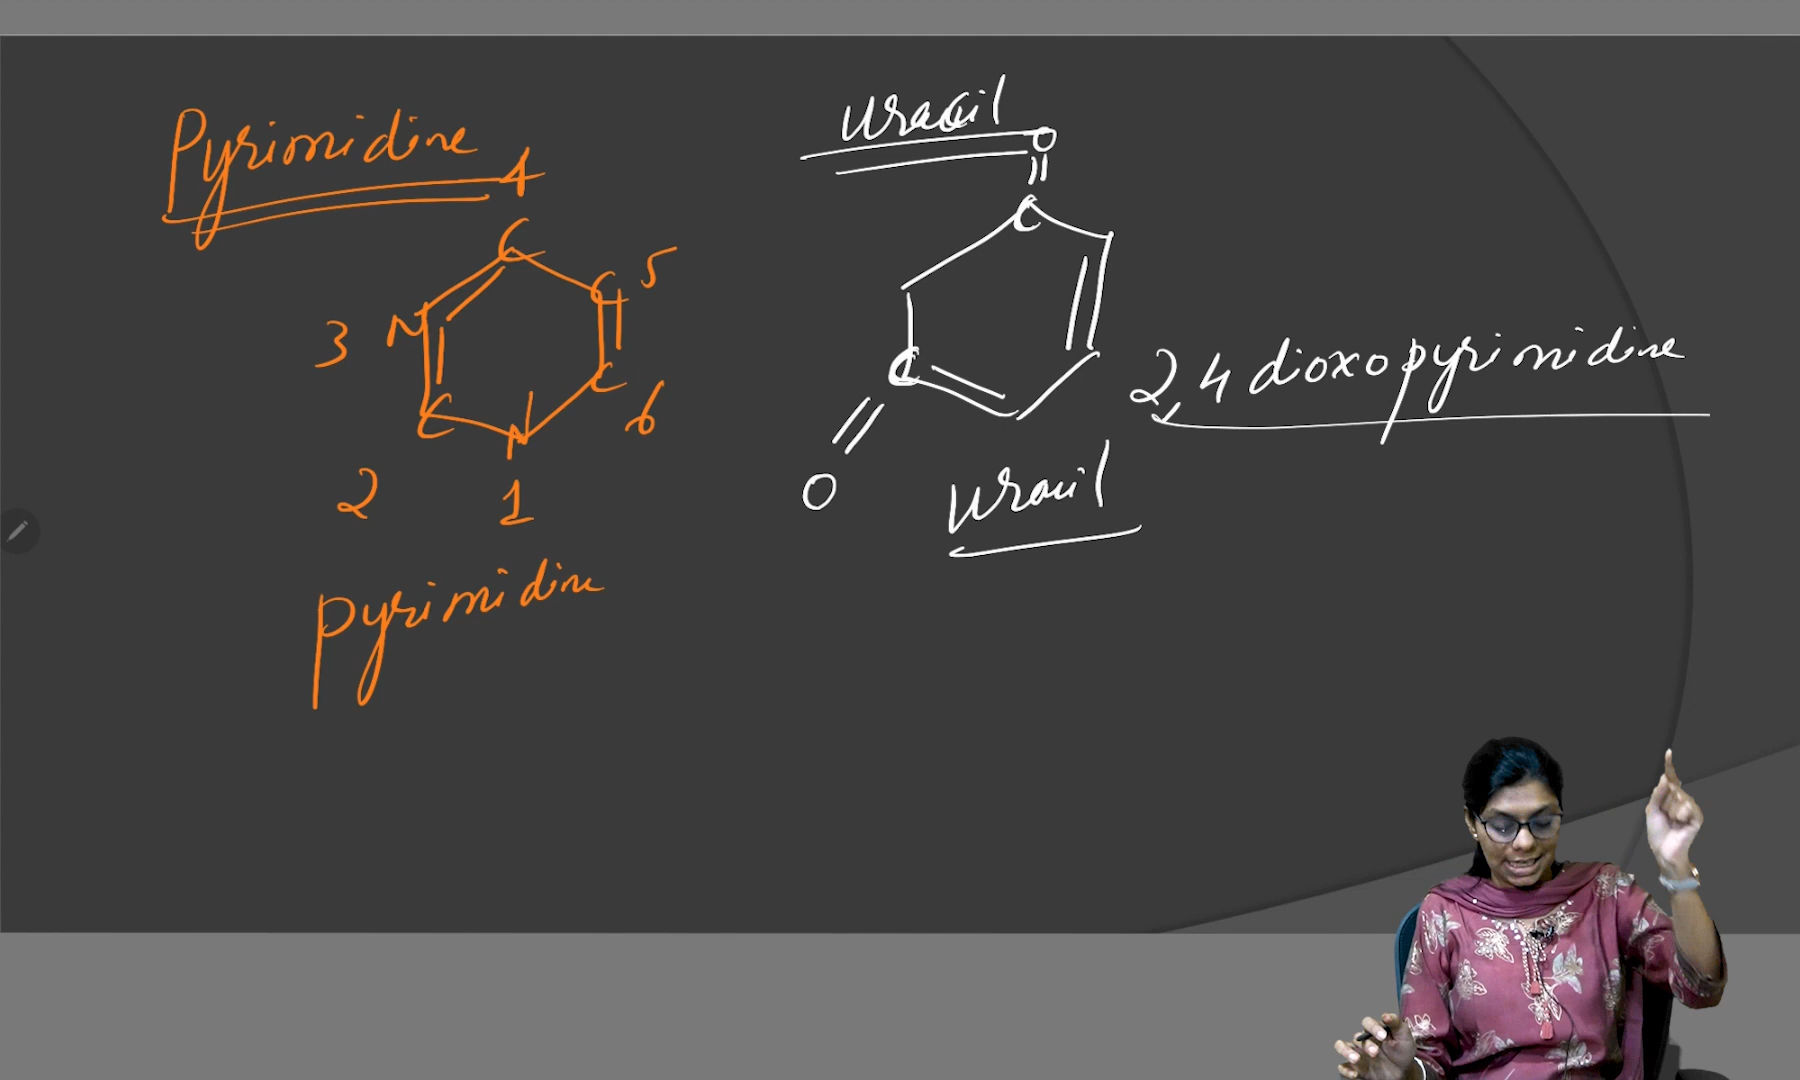 Pyrimidine
4
C
C 5
3 N
C
C 6
N
2 1
pyrimidine
Uracil
O
C
C
O
2,4 dioxopyrimidine
Uracil